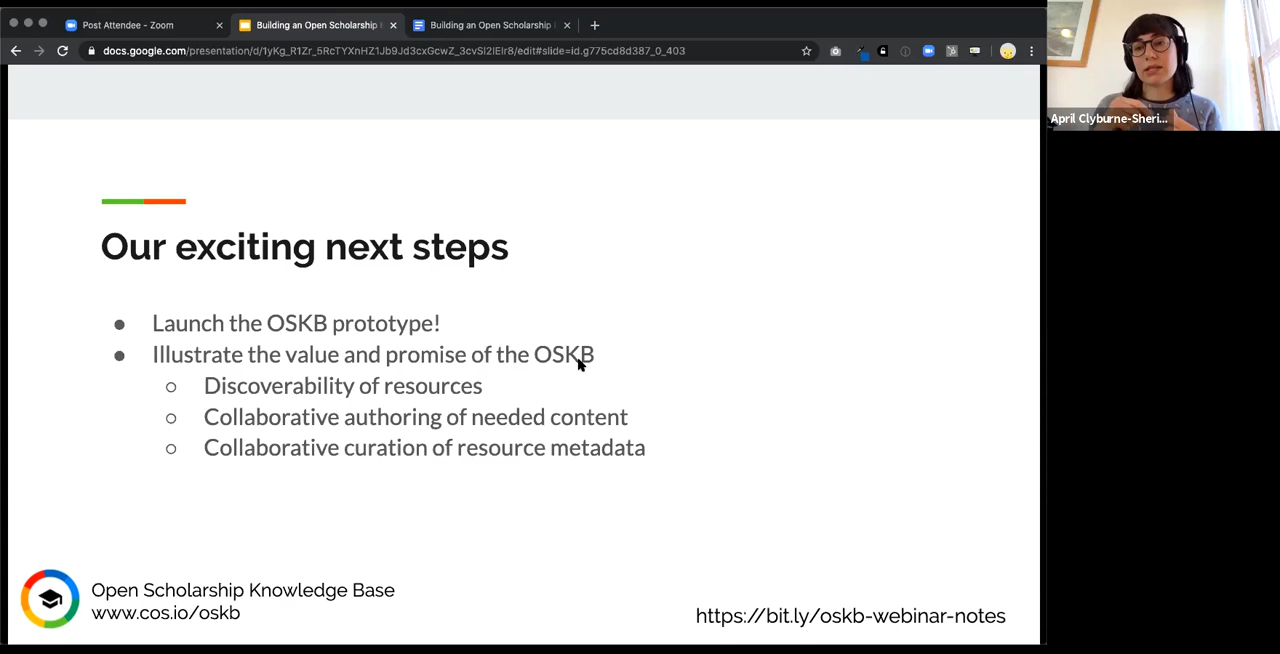 Post Attendee - Zoom
Building an Open Scholarship
Building an Open Scholarship
docs.google.com/presentation/d/1yKg_R1Zr_5RcTYXnHZ1Jb9Jd3cxGcwZ_3cvSl2IElr8/edit#slide=id.g775cd8d387_0_403
April Clyburne-Sheri...
Our exciting next steps
● Launch the OSKB prototype!
● Illustrate the value and promise of the OSKB
○ Discoverability of resources
○ Collaborative authoring of needed content
○ Collaborative curation of resource metadata
Open Scholarship Knowledge Base
www.cos.io/oskb
https://bit.ly/oskb-webinar-notes